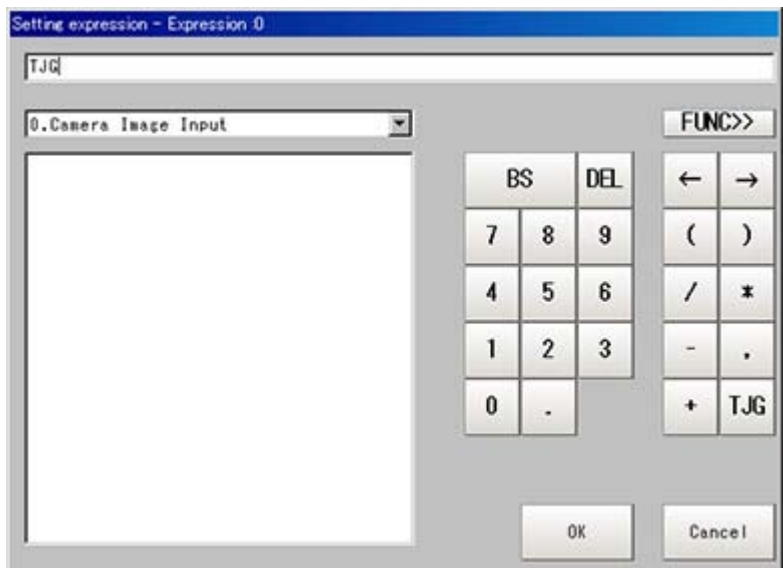 Setting expression - Expression :0
TJG
0.Camera Image Input
FUNC>>
BS DEL ← →
7 8 9 ( )
4 5 6 / *
1 2 3 - ,
0 . + TJG
OK Cancel